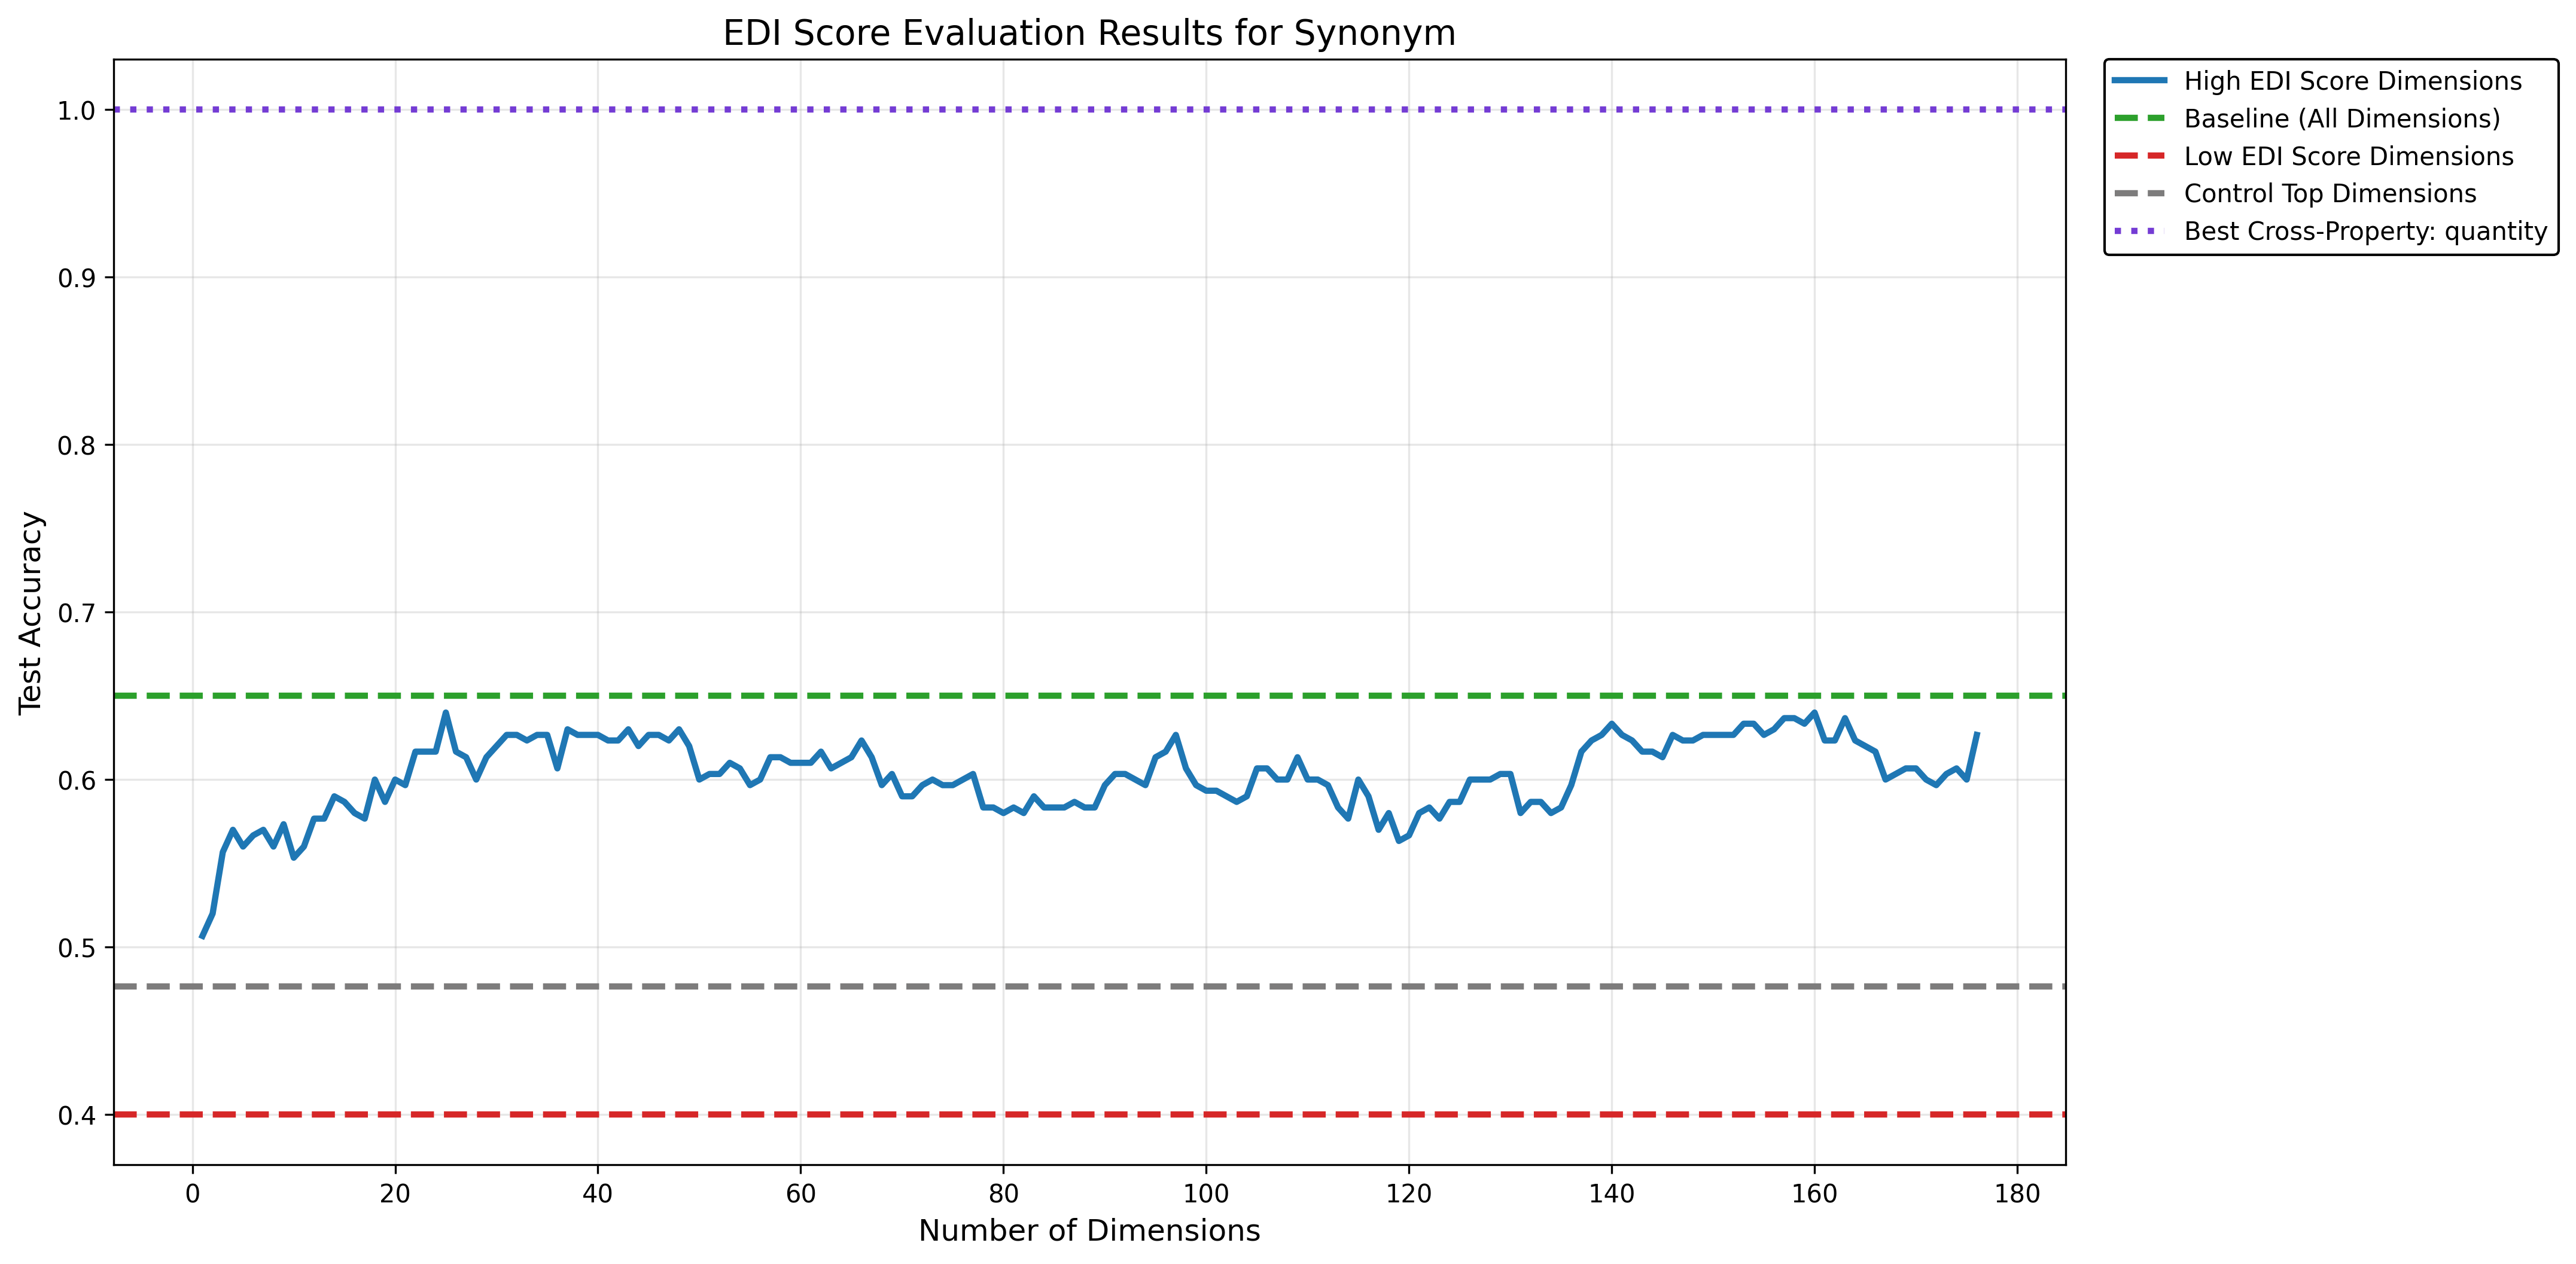 EDI Score Evaluation Results for Synonym
High EDI Score Dimensions
Baseline (All Dimensions)
Low EDI Score Dimensions
Control Top Dimensions
Best Cross-Property: quantity
Test Accuracy
1.0
0.9
0.8
0.7
0.6
0.5
0.4
0 20 40 60 80 100 120 140 160 180
Number of Dimensions